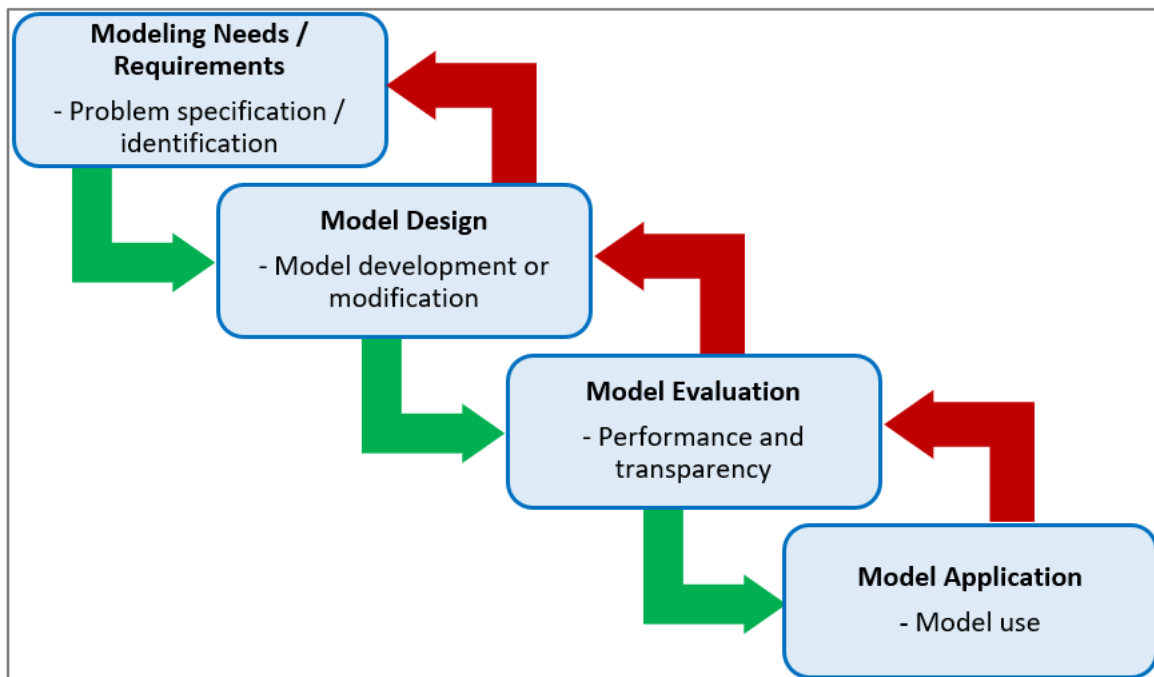 Modeling Needs /
Requirements
- Problem specification /
identification
Model Design
- Model development or
modification
Model Evaluation
- Performance and
transparency
Model Application
- Model use